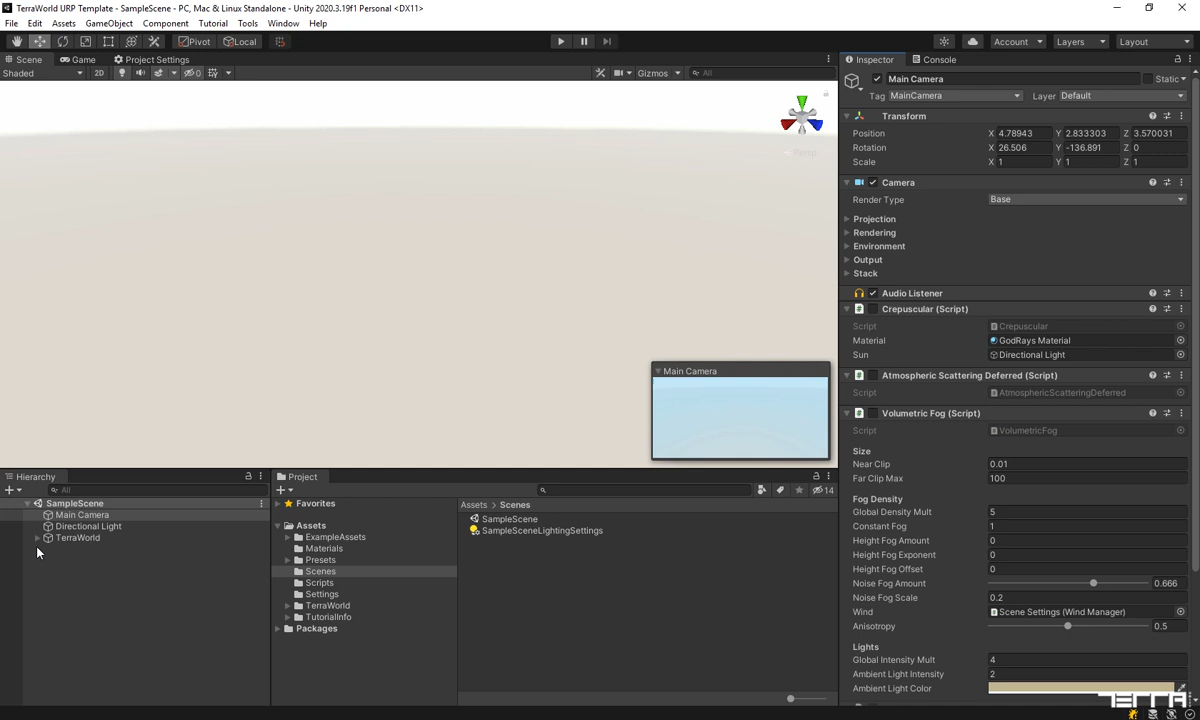 TerraWorld URP Template - SampleScene - PC, Mac & Linux Standalone - Unity 2020.3.19f1 Personal <DX11>
File Edit Assets GameObject Component Tutorial Tools Window Help
Pivot Local Account Layers Layout
Scene Game Project Settings
Shaded 2D 0 Gizmos All
Persp
Main Camera
Inspector Console
Main Camera Static
Tag MainCamera Layer Default
Transform
Position X 4.78943 Y 2.833303 Z 3.570031
Rotation X 26.506 Y -136.891 Z 0
Scale X 1 Y 1 Z 1
Camera
Render Type Base
Projection
Rendering
Environment
Output
Stack
Audio Listener
Crepuscular (Script)
Script Crepuscular
Material GodRays Material
Sun Directional Light
Atmospheric Scattering Deferred (Script)
Script AtmosphericScatteringDeferred
Volumetric Fog (Script)
Script VolumetricFog
Size
Near Clip 0.01
Far Clip Max 100
Fog Density
Global Density Mult 5
Constant Fog 1
Height Fog Amount 0
Height Fog Exponent 0
Height Fog Offset 0
Noise Fog Amount 0.666
Noise Fog Scale 0.2
Wind Scene Settings (Wind Manager)
Anisotropy 0.5
Lights
Global Intensity Mult 4
Ambient Light Intensity 2
Ambient Light Color
TERRA
Hierarchy
All
SampleScene
Main Camera
Directional Light
TerraWorld
Project
14
Favorites
Assets
ExampleAssets
Materials
Presets
Scenes
Scripts
Settings
TerraWorld
TutorialInfo
Packages
Assets > Scenes
SampleScene
SampleSceneLightingSettings